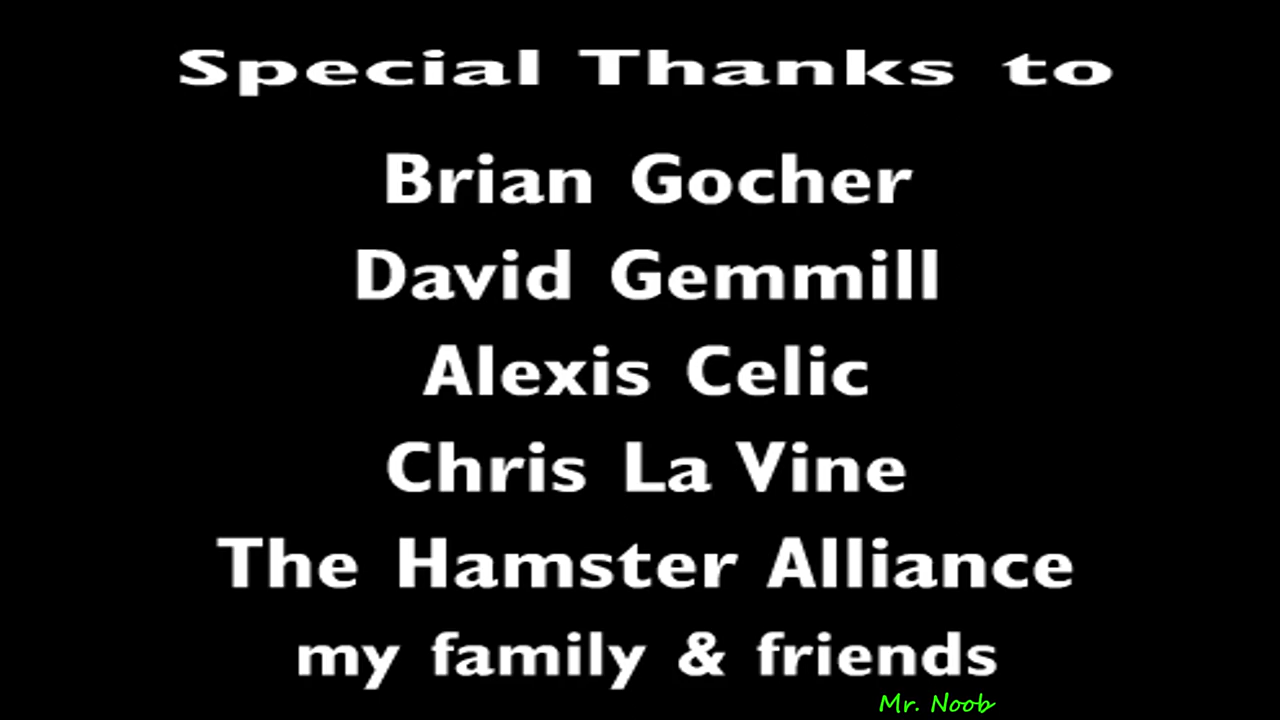 Special Thanks to
Brian Gocher
David Gemmill
Alexis Celic
Chris La Vine
The Hamster Alliance
my family & friends
Mr. Noob